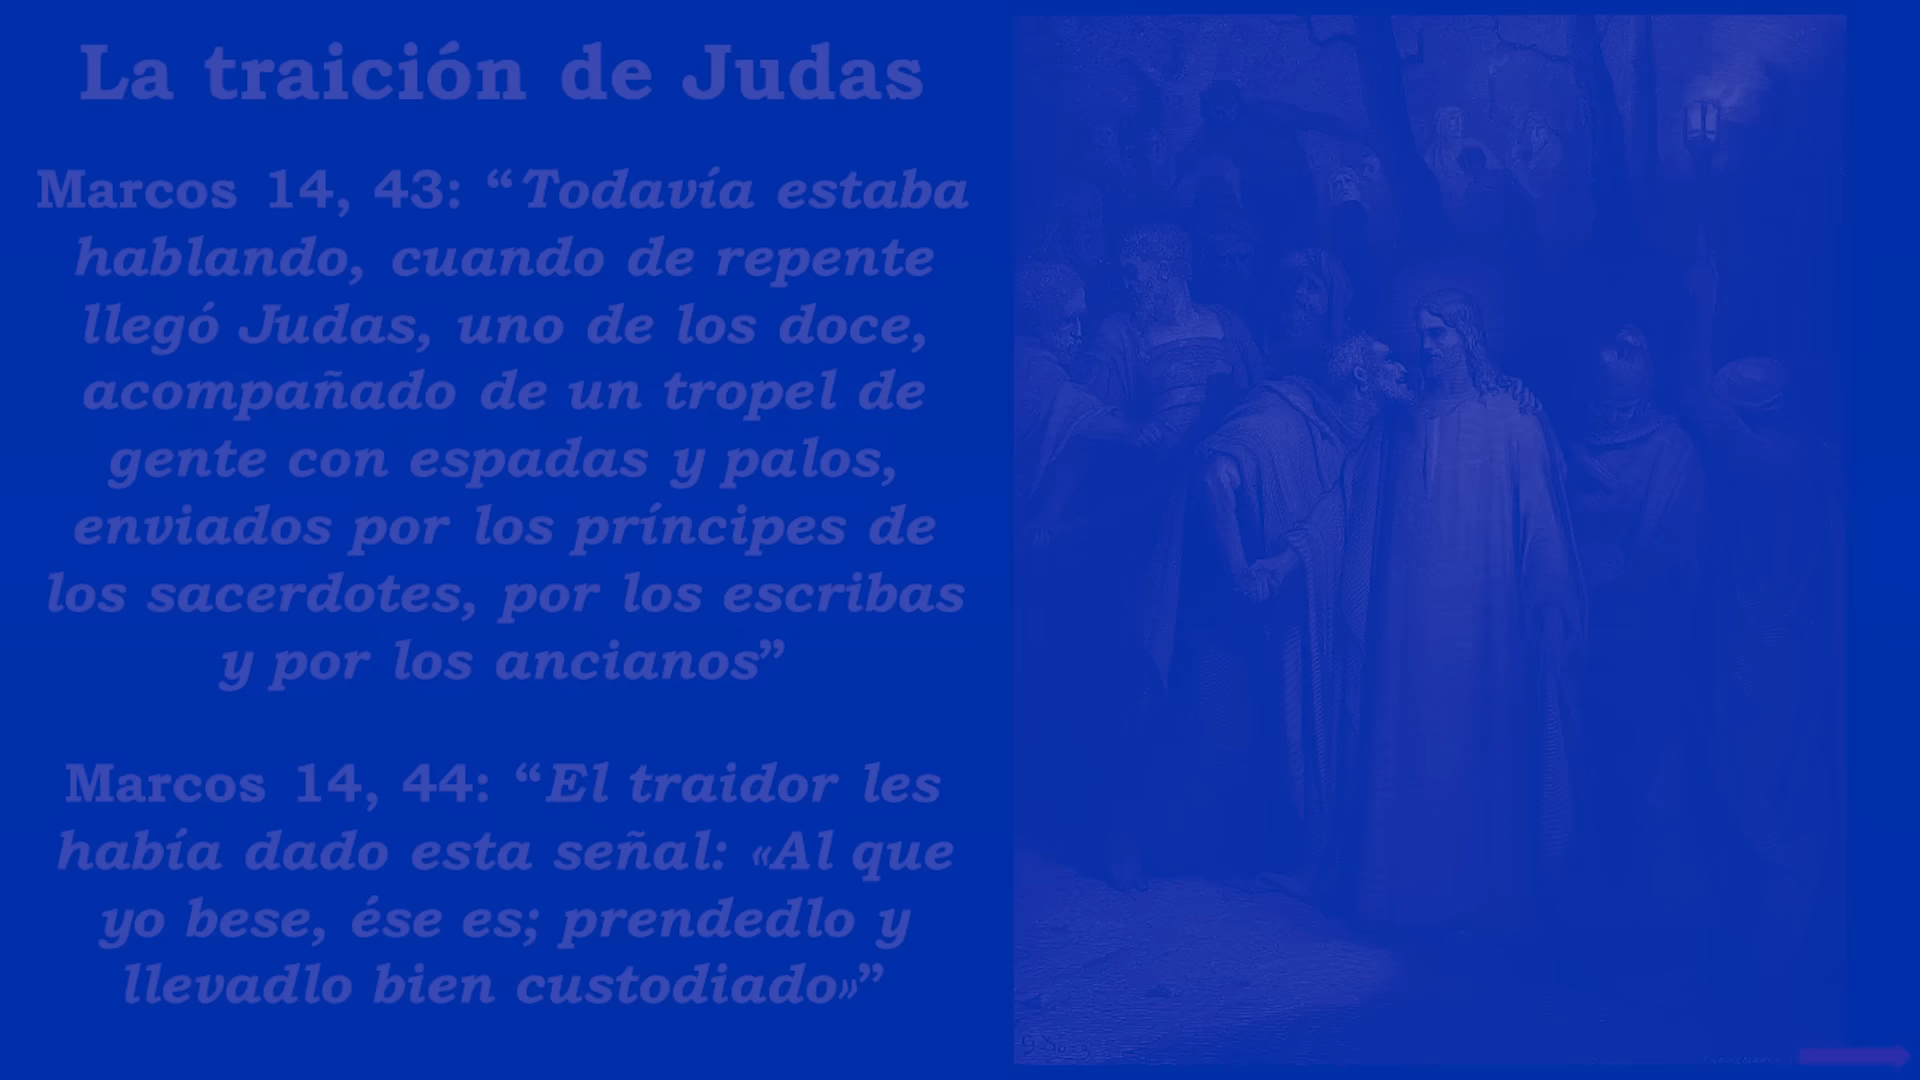 La traición de Judas
Marcos 14, 43: “Todavía estaba
hablando, cuando de repente
llegó Judas, uno de los doce,
acompañado de un tropel de
gente con espadas y palos,
enviados por los príncipes de
los sacerdotes, por los escribas
y por los ancianos”
Marcos 14, 44: “El traidor les
había dado esta señal: «Al que
yo bese, ése es; prendedlo y
llevadlo bien custodiado»”